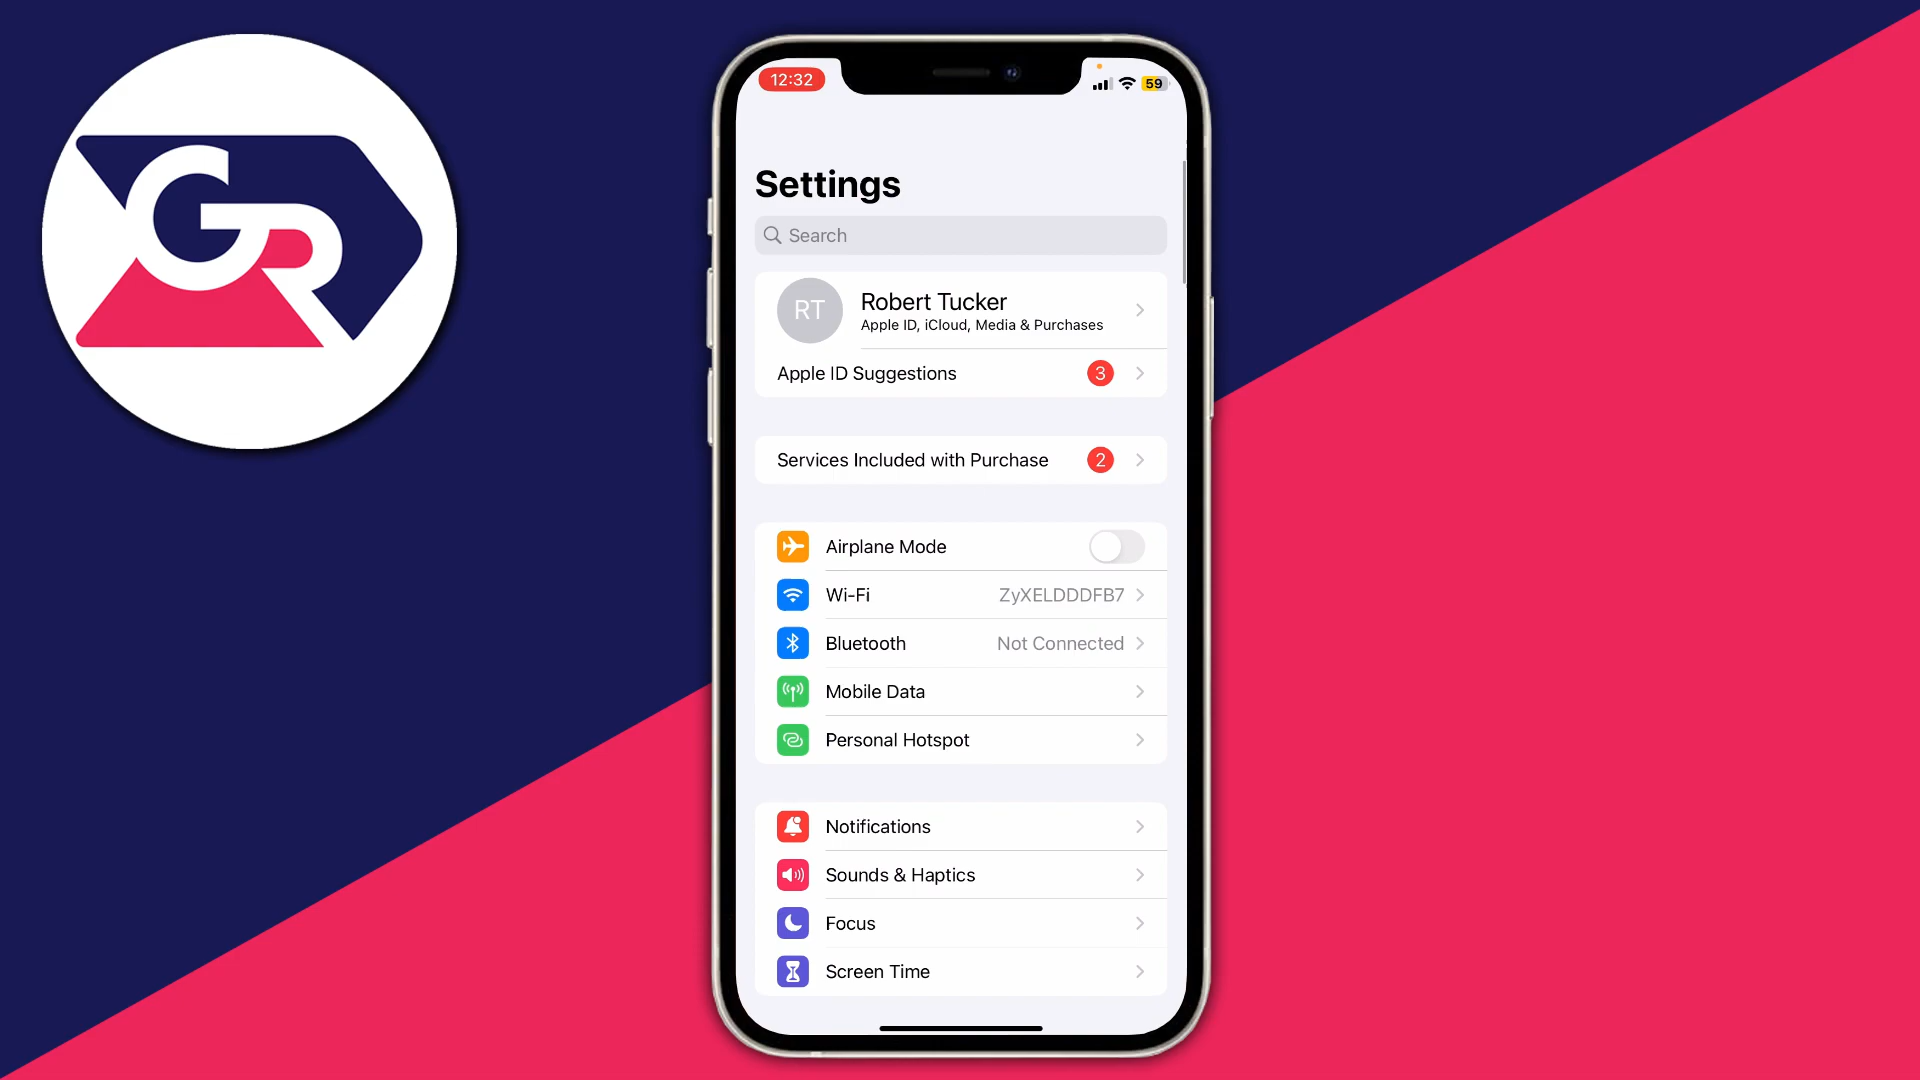 GR
12:32
59
Settings
Search
RT
Robert Tucker
Apple ID, iCloud, Media & Purchases
Apple ID Suggestions 3
Services Included with Purchase 2
Airplane Mode
Wi-Fi ZyXELDDDFB7
Bluetooth Not Connected
Mobile Data
Personal Hotspot
Notifications
Sounds & Haptics
Focus
Screen Time